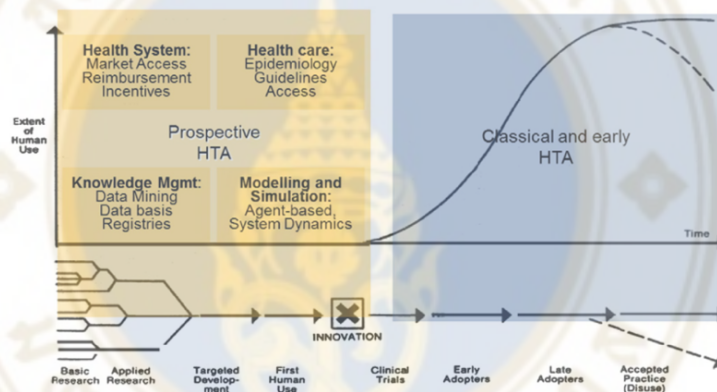 Health System:
Market Access
Reimbursement
Incentives
Health care:
Epidemiology
Guidelines
Access
Extent
of
Human
Use
Prospective
HTA
Classical and early
HTA
Knowledge Mgmt:
Data Mining
Data basis
Registries
Modelling and
Simulation:
Agent-based,
System Dynamics
Time
INNOVATION
Basic
Research
Applied
Research
Targeted
Develop-
ment
First
Human
Use
Clinical
Trials
Early
Adopters
Late
Adopters
Accepted
Practice
(Disuse)